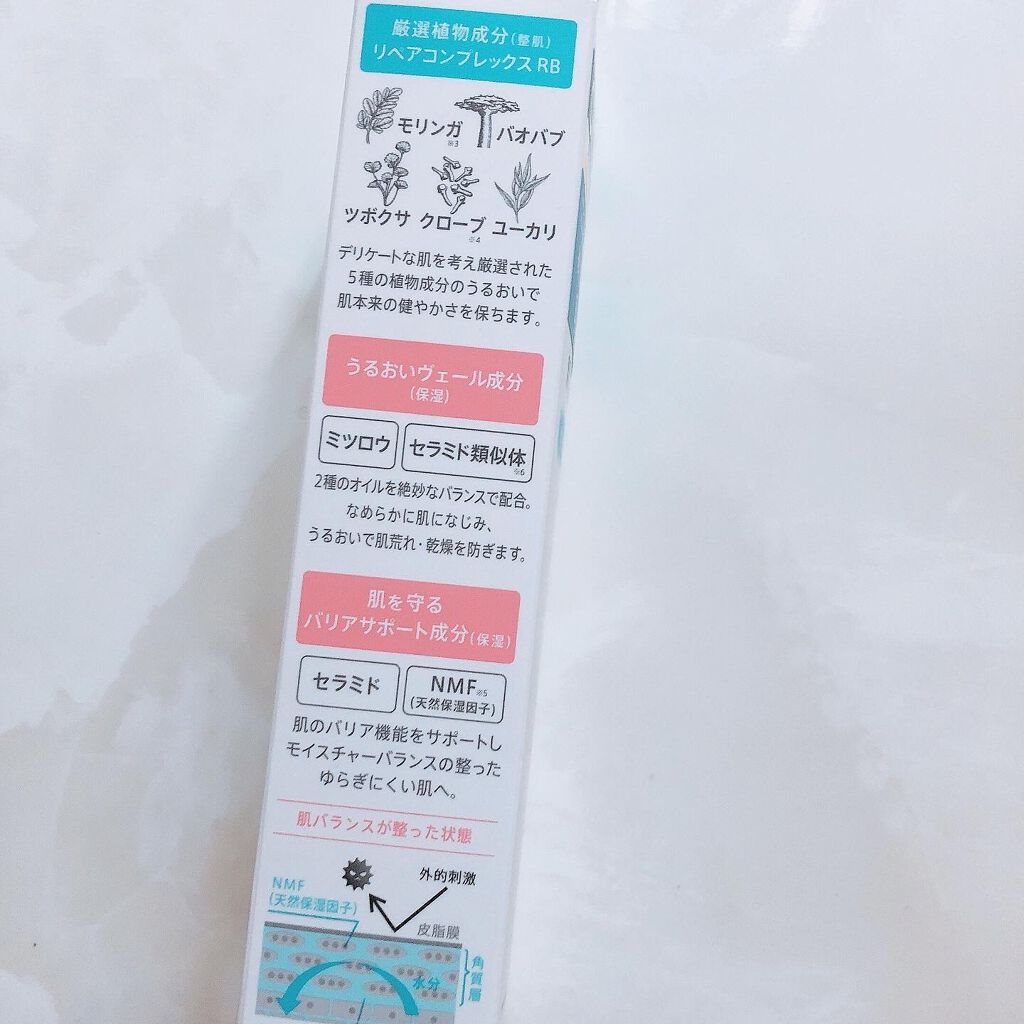 厳選植物成分(整肌)
リペアコンプレックス RB
モリンガ※3 バオバブ
ツボクサ クローブ※4 ユーカリ
デリケートな肌を考え厳選された
5種の植物成分のうるおいで
肌本来の健やかさを保ちます。
うるおいヴェール成分
(保湿)
ミツロウ セラミド類似体※6
2種のオイルを絶妙なバランスで配合。
なめらかに肌になじみ、
うるおいで肌荒れ・乾燥を防ぎます。
肌を守る
バリアサポート成分(保湿)
セラミド NMF※5
(天然保湿因子)
肌のバリア機能をサポートし
モイスチャーバランスの整った
ゆらぎにくい肌へ。
肌バランスが整った状態
外的刺激
NMF
(天然保湿因子)
皮脂膜
水分
角質層